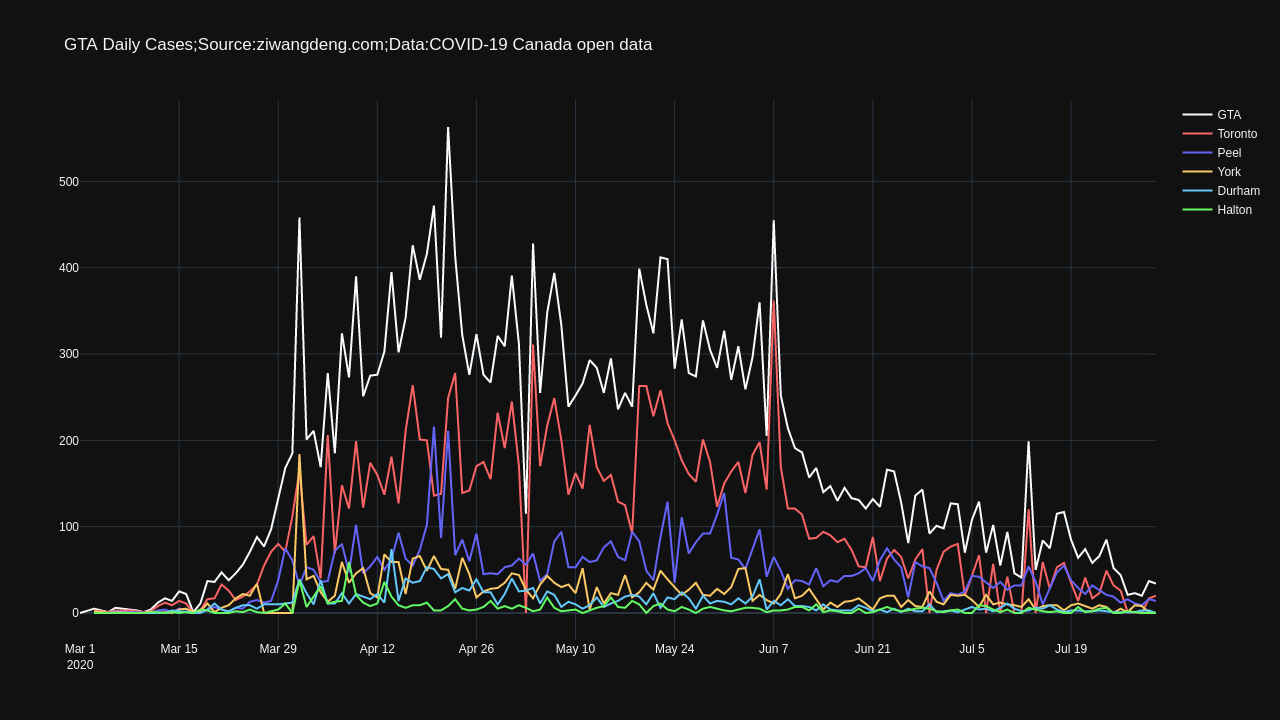 GTA Daily Cases;Source:ziwangdeng.com;Data:COVID-19 Canada open data
GTA
Toronto
Peel
York
Durham
Halton
500
400
300
200
100
0
Mar 1
2020
Mar 15
Mar 29
Apr 12
Apr 26
May 10
May 24
Jun 7
Jun 21
Jul 5
Jul 19